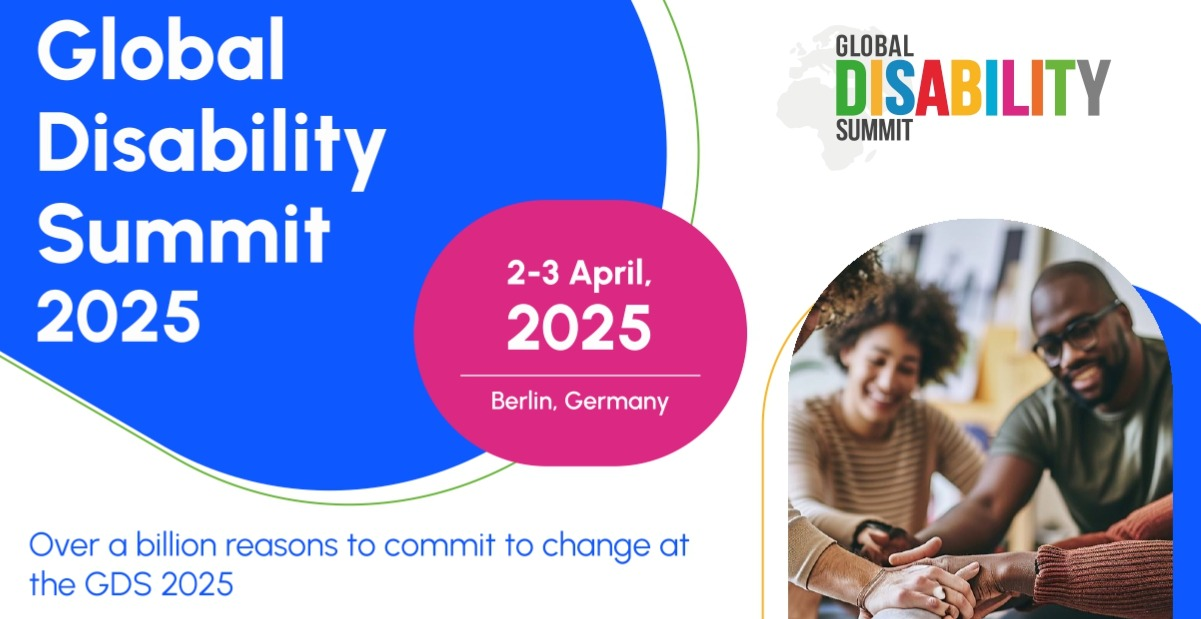 Global
Disability
Summit
2025
2-3 April,
2025
Berlin, Germany
GLOBAL
DISABILITY
SUMMIT
Over a billion reasons to commit to change at
the GDS 2025